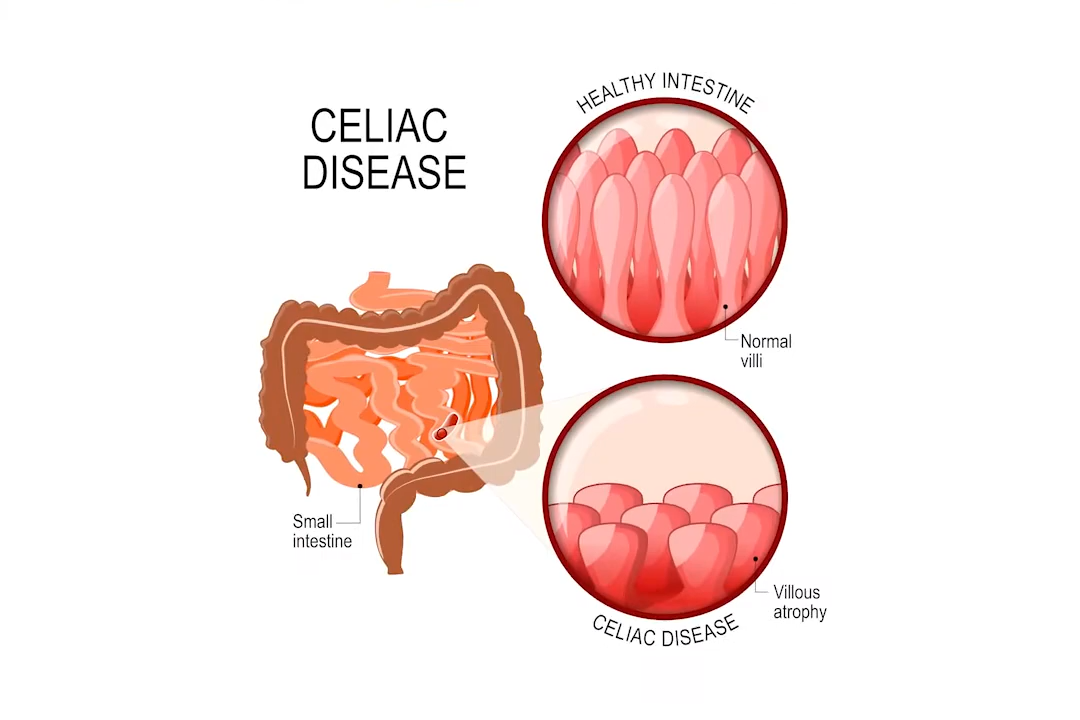 CELIAC
DISEASE
HEALTHY INTESTINE
Normal
villi
Small
intestine
Villous
atrophy
CELIAC DISEASE